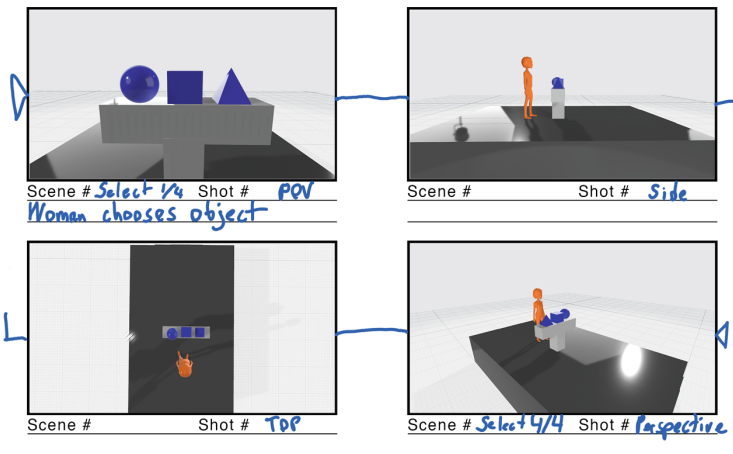 Scene # Select 1/4 Shot # POV
Woman chooses object
Scene # Shot # Side
Scene # Shot # TOP
Scene # Select 4/4 Shot # Perspective